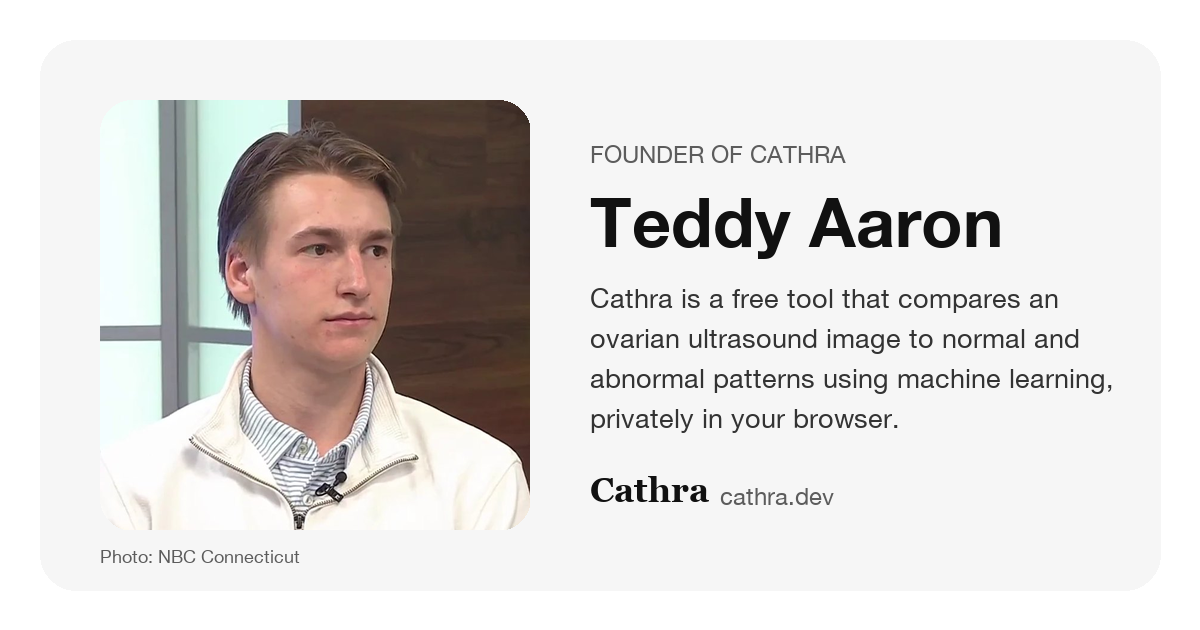 FOUNDER OF CATHRA
Teddy Aaron
Cathra is a free tool that compares an
ovarian ultrasound image to normal and
abnormal patterns using machine learning,
privately in your browser.
Cathra cathra.dev
Photo: NBC Connecticut